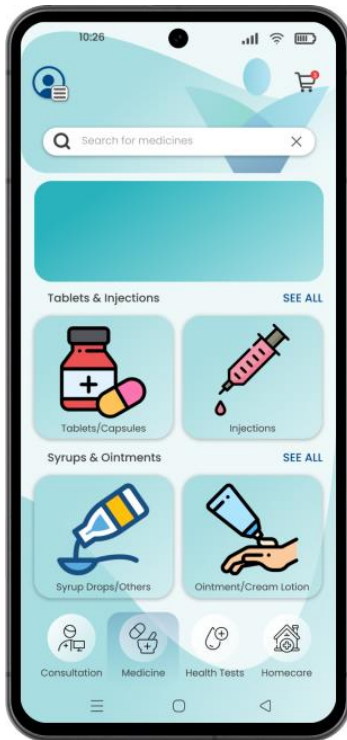 10:26
Search for medicines
Tablets & Injections SEE ALL
Tablets/Capsules Injections
Syrups & Ointments SEE ALL
Syrup Drops/Others Ointment/Cream Lotion
Consultation Medicine Health Tests Homecare